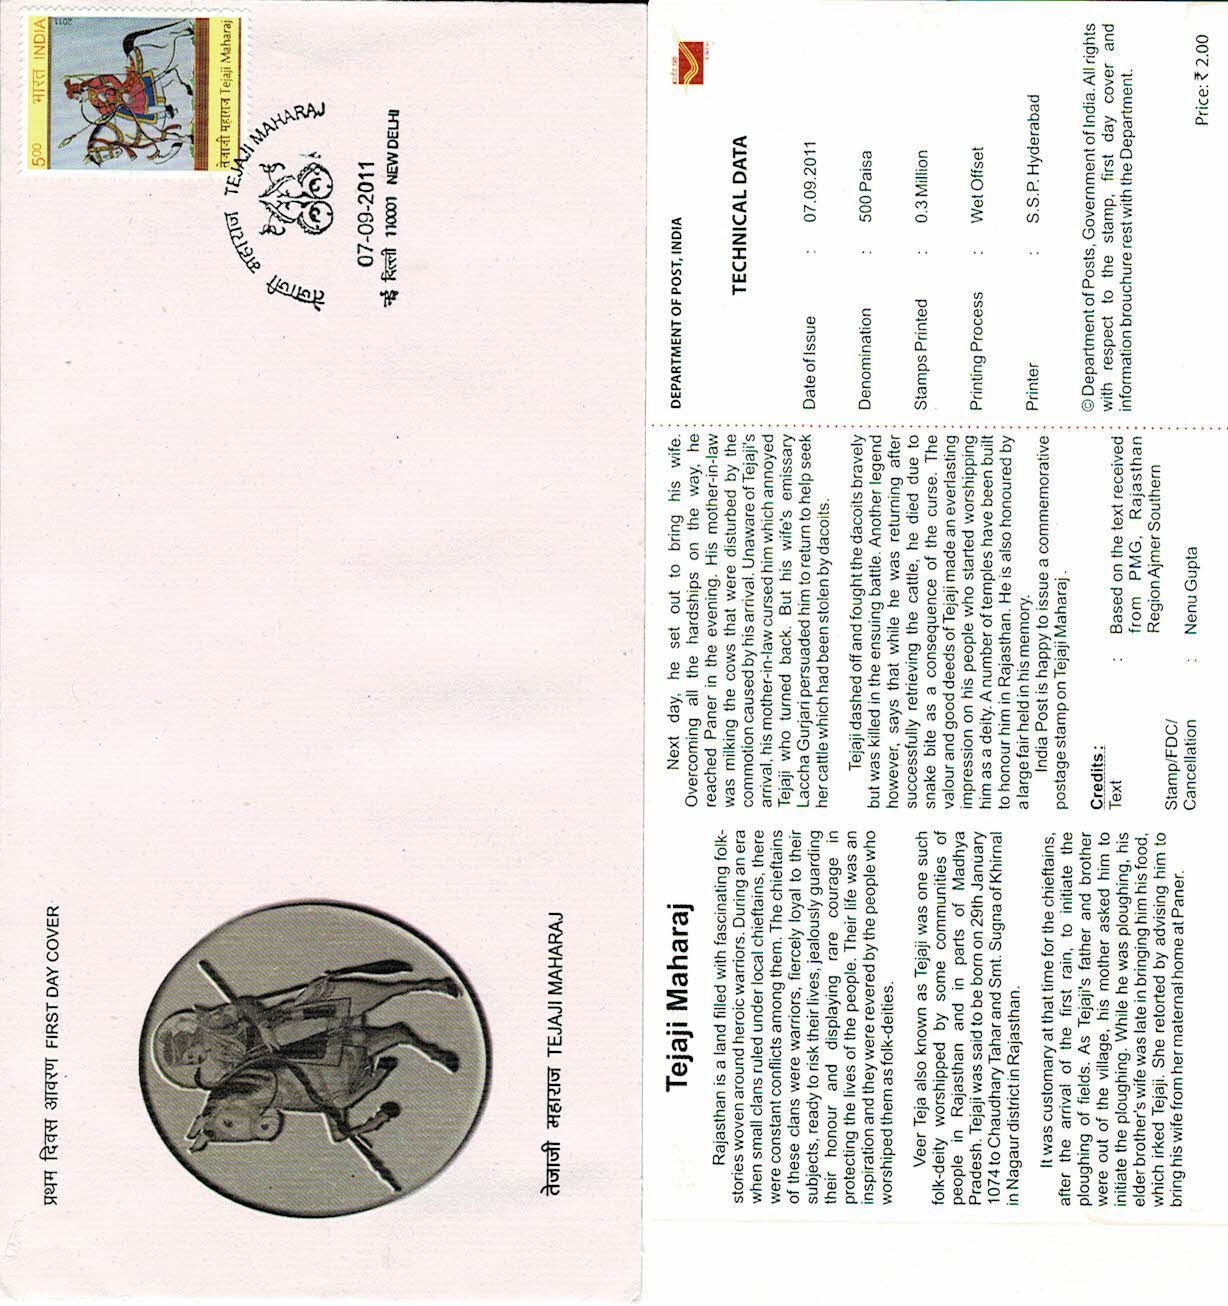 प्रथम दिवस आवरण FIRST DAY COVER
500 भारत INDIA
2011
तेजाजी महाराज Tejaji Maharaj
तेजाजी महाराज TEJAJI MAHARAJ
07-09-2011
नई दिल्ली 110001 NEW DELHI
तेजाजी महाराज TEJAJI MAHARAJ
Tejaji Maharaj
Rajasthan is a land filled with fascinating folk-
stories woven around heroic warriors. During an era
when small clans ruled under local chieftains, there
were constant conflicts among them. The chieftains
of these clans were warriors, fiercely loyal to their
subjects, ready to risk their lives, jealously guarding
their honour and displaying rare courage in
protecting the lives of the people. Their life was an
inspiration and they were revered by the people who
worshiped them as folk-deities.
Veer Teja also known as Tejaji was one such
folk-deity worshipped by some communities of
people in Rajasthan and in parts of Madhya
Pradesh. Tejaji was said to be born on 29th January
1074 to Chaudhary Tahar and Smt. Sugna of Khirnal
in Nagaur district in Rajasthan.
It was customary at that time for the chieftains,
after the arrival of the first rain, to initiate the
ploughing of fields. As Tejaji's father and brother
were out of the village, his mother asked him to
initiate the ploughing. While he was ploughing, his
elder brother's wife was late in bringing him his food,
which irked Tejaji. She retorted by advising him to
bring his wife from her maternal home at Paner.
Next day, he set out to bring his wife.
Overcoming all the hardships on the way, he
reached Paner in the evening. His mother-in-law
was milking the cows that were disturbed by the
commotion caused by his arrival. Unaware of Tejaji's
arrival, his mother-in-law cursed him which annoyed
Tejaji who turned back. But his wife's emissary
Laccha Gurjari persuaded him to return to help seek
her cattle which had been stolen by dacoits.
Tejaji dashed off and fought the dacoits bravely
but was killed in the ensuing battle. Another legend
however, says that while he was returning after
successfully retrieving the cattle, he died due to
snake bite as a consequence of the curse. The
valour and good deeds of Tejaji made an everlasting
impression on his people who started worshipping
him as a deity. A number of temples have been built
to honour him in Rajasthan. He is also honoured by
a large fair held in his memory.
India Post is happy to issue a commemorative
postage stamp on Tejaji Maharaj .
Credits :
Text : Based on the text received
from PMG, Rajasthan
Region Ajmer Southern
Stamp/FDC/
Cancellation : Nenu Gupta
DEPARTMENT OF POST, INDIA
TECHNICAL DATA
Date of Issue : 07.09.2011
Denomination : 500 Paisa
Stamps Printed : 0.3 Million
Printing Process : Wet Offset
Printer : S.S.P. Hyderabad
© Department of Posts, Government of India. All rights
with respect to the stamp, first day cover and
information brouchure rest with the Department.
Price: ₹ 2.00